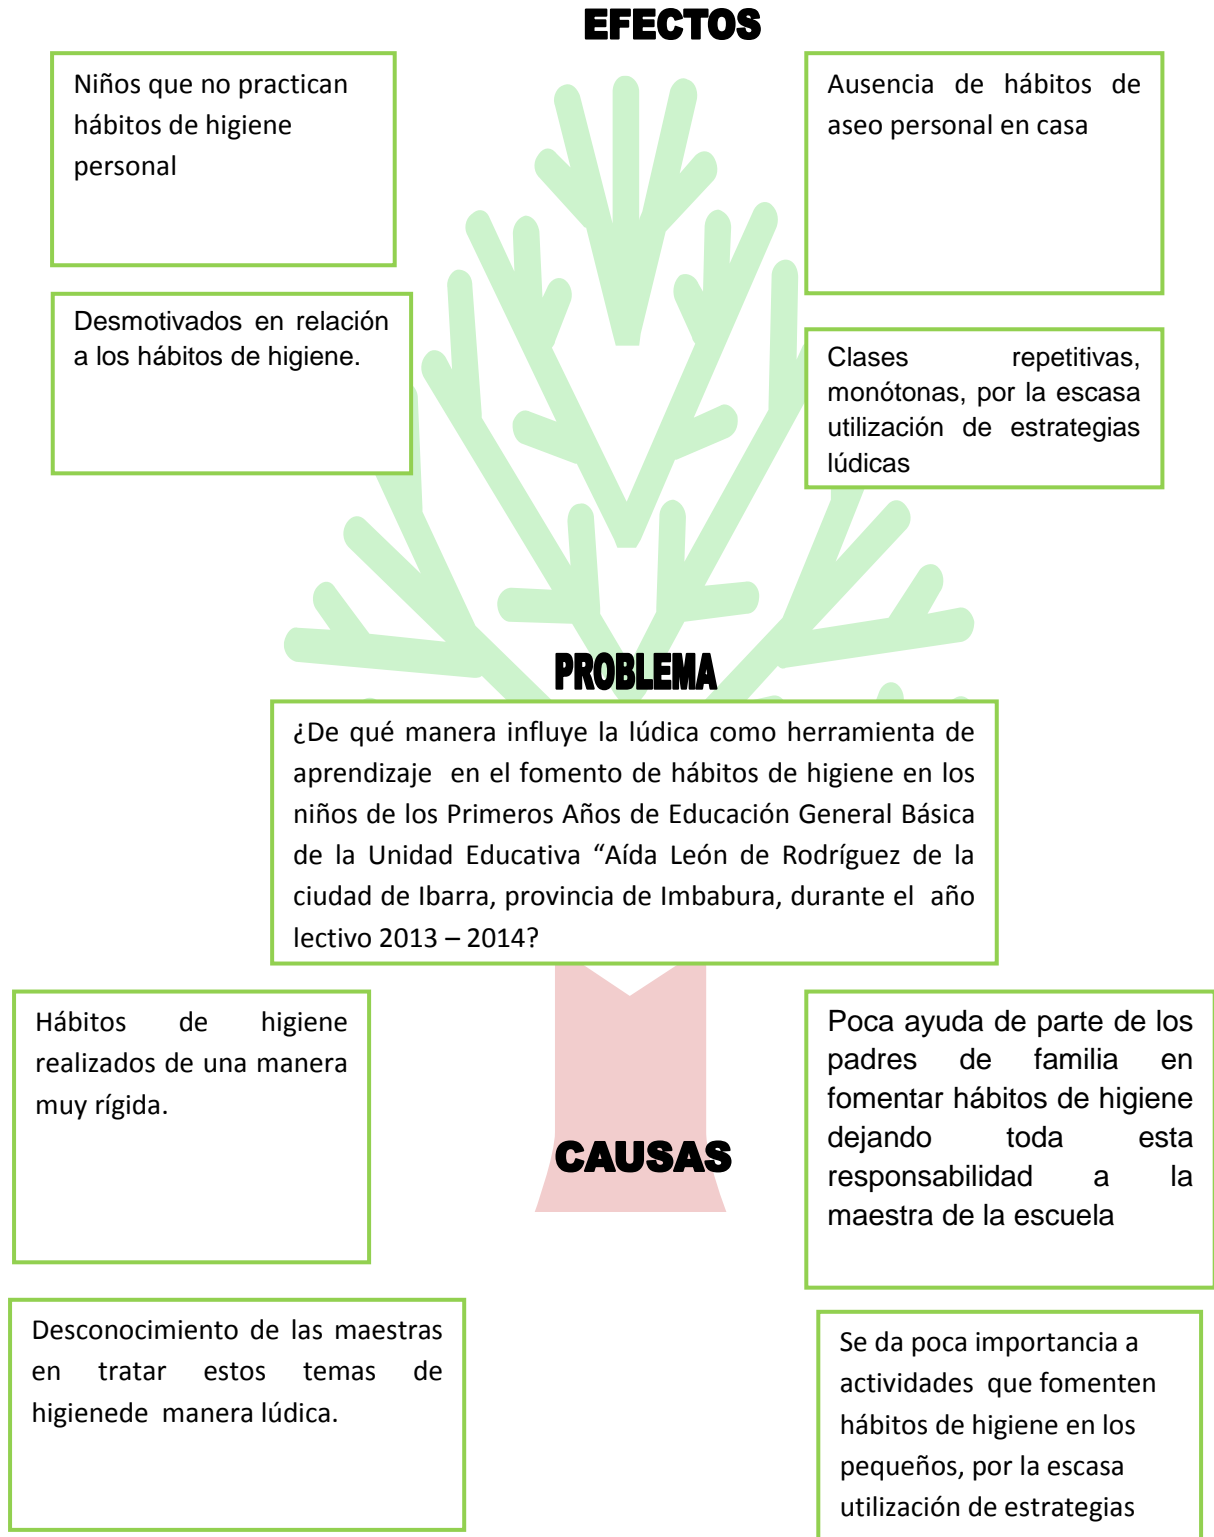 EFECTOS
Niños que no practican
hábitos de higiene
personal
Ausencia de hábitos de
aseo personal en casa
Desmotivados en relación
a los hábitos de higiene.
Clases repetitivas,
monótonas, por la escasa
utilización de estrategias
lúdicas
PROBLEMA
¿De qué manera influye la lúdica como herramienta de
aprendizaje en el fomento de hábitos de higiene en los
niños de los Primeros Años de Educación General Básica
de la Unidad Educativa “Aída León de Rodríguez de la
ciudad de Ibarra, provincia de Imbabura, durante el año
lectivo 2013 – 2014?
Hábitos de higiene
realizados de una manera
muy rígida.
Poca ayuda de parte de los
padres de familia en
fomentar hábitos de higiene
dejando toda esta
responsabilidad a la
maestra de la escuela
CAUSAS
Desconocimiento de las maestras
en tratar estos temas de
higienede manera lúdica.
Se da poca importancia a
actividades que fomenten
hábitos de higiene en los
pequeños, por la escasa
utilización de estrategias